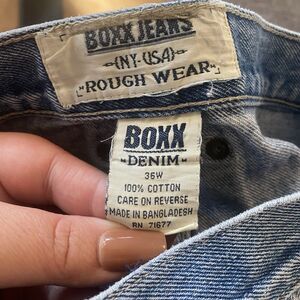 BOXX JEANS
(NY-USA)
"ROUGH WEAR"
BOXX
"DENIM"
36W
100% COTTON
CARE ON REVERSE
MADE IN BANGLADESH
RN 71677